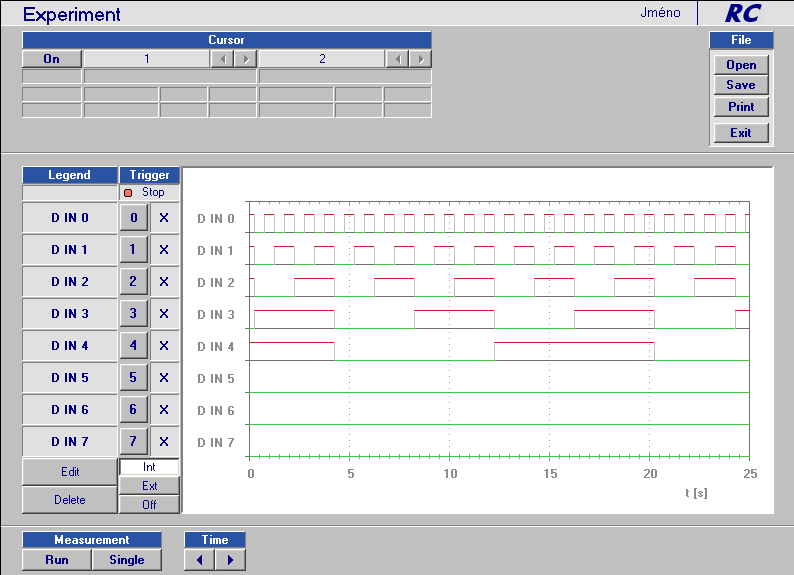 Experiment
Jméno
RC
Cursor
File
On 1 2
Open
Save
Print
Exit
Legend Trigger
Stop
D IN 0 0 X D IN 0
D IN 1 1 X D IN 1
D IN 2 2 X D IN 2
D IN 3 3 X D IN 3
D IN 4 4 X D IN 4
D IN 5 5 X D IN 5
D IN 6 6 X D IN 6
D IN 7 7 X D IN 7
Edit Int
Ext
Delete Off
0 5 10 15 20 25
t [s]
Measurement Time
Run Single